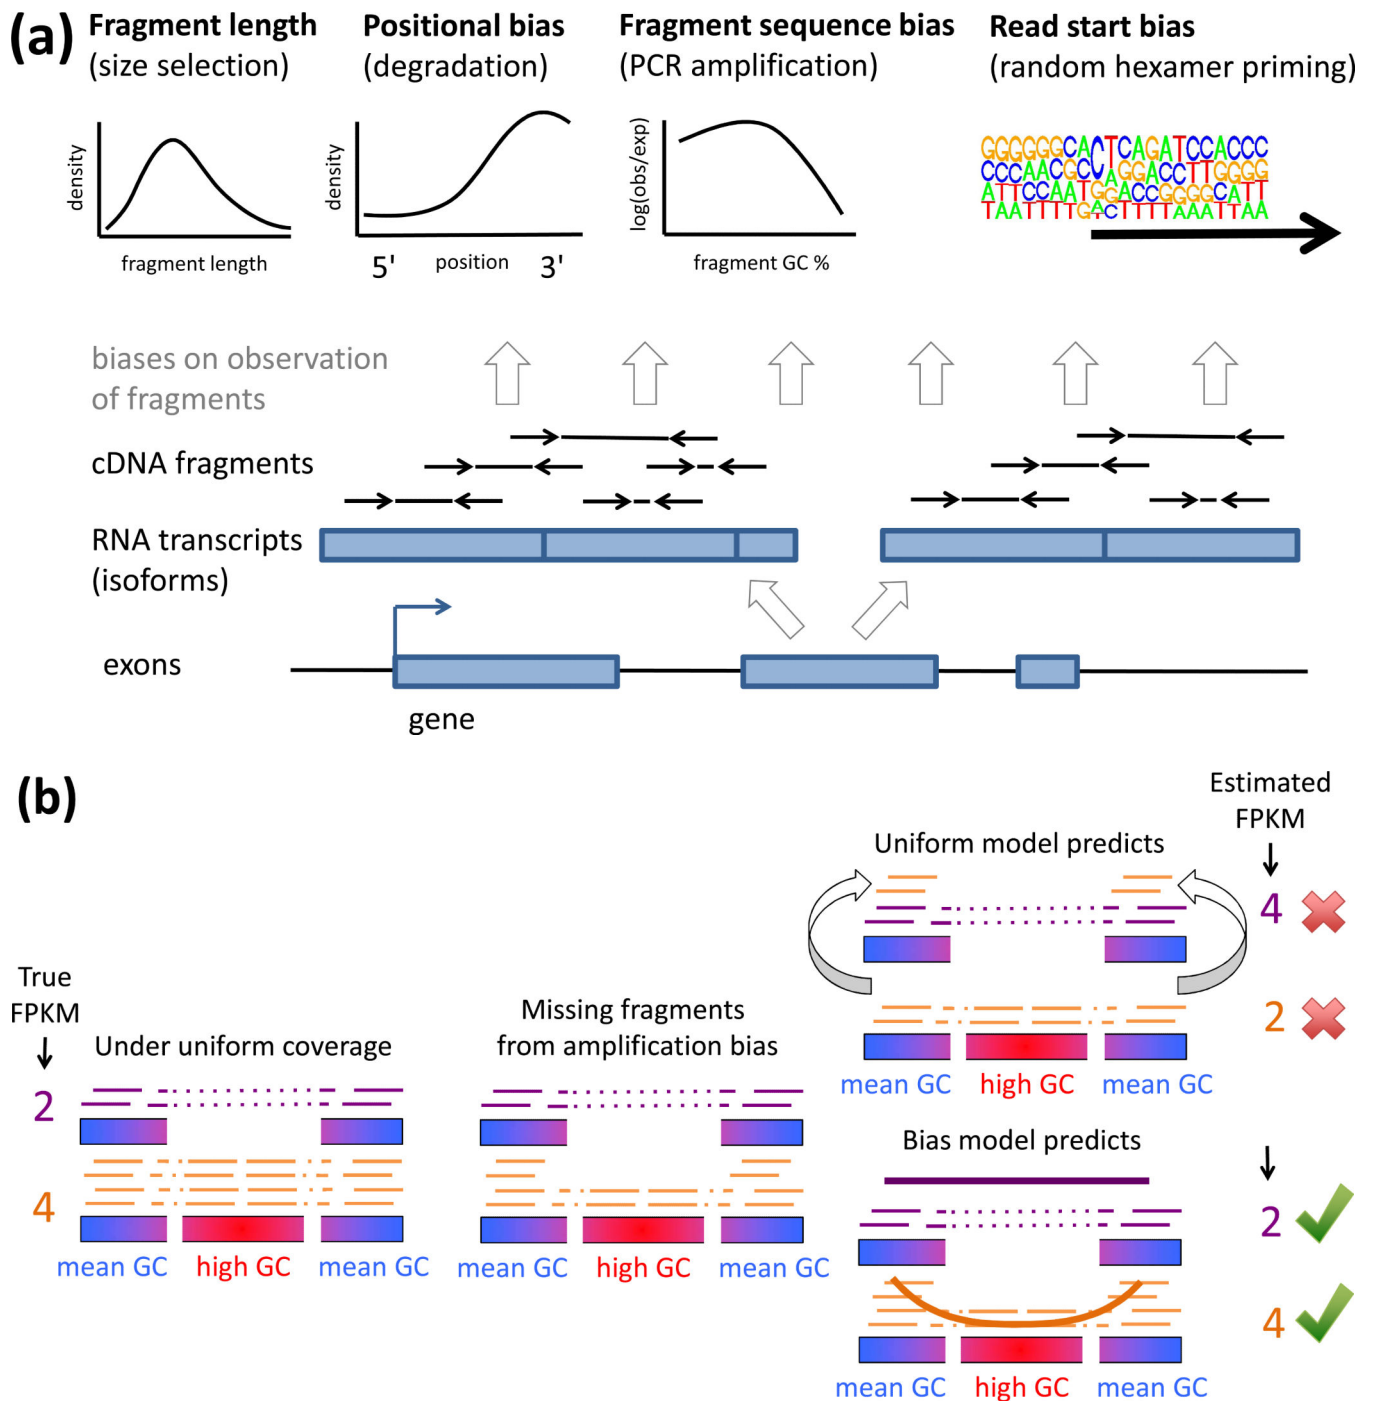 (a)
Fragment length
(size selection)
Positional bias
(degradation)
Fragment sequence bias
(PCR amplification)
Read start bias
(random hexamer priming)
density
fragment length
density
5' position 3'
log(obs/exp)
fragment GC %
GGGGGGCACTCAGATCCACCC
CCCAACGCCAGGACCTTGGGG
ATTCCAATGGACCGGGGCATT
TAATTTTGACTTTTAAATTAA
biases on observation
of fragments
cDNA fragments
RNA transcripts
(isoforms)
exons
gene
(b)
True
FPKM
Under uniform coverage
2
4
mean GC high GC mean GC
Missing fragments
from amplification bias
mean GC high GC mean GC
Estimated
FPKM
Uniform model predicts
4
2
mean GC high GC mean GC
Bias model predicts
2
4
mean GC high GC mean GC